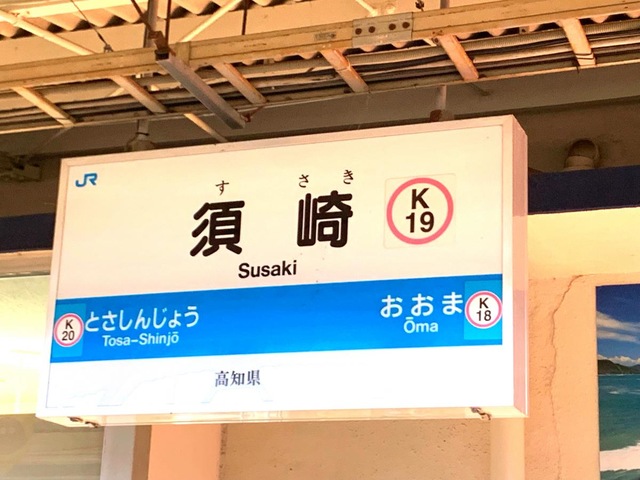 JR
す さき
須崎
Susaki
K
19
K
20
とさしんじょう
Tosa-Shinjō
おおま
Ōma
K
18
高知県